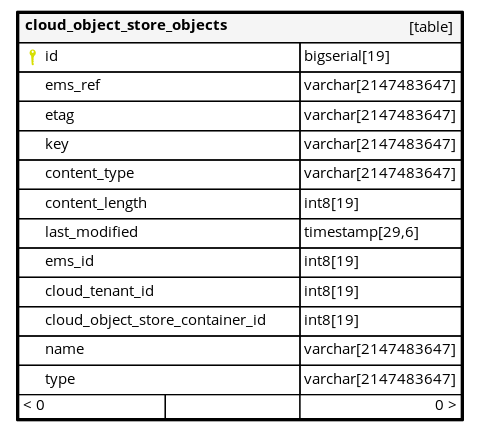 cloud_object_store_objects [table]
id bigserial[19]
ems_ref varchar[2147483647]
etag varchar[2147483647]
key varchar[2147483647]
content_type varchar[2147483647]
content_length int8[19]
last_modified timestamp[29,6]
ems_id int8[19]
cloud_tenant_id int8[19]
cloud_object_store_container_id int8[19]
name varchar[2147483647]
type varchar[2147483647]
< 0 0 >